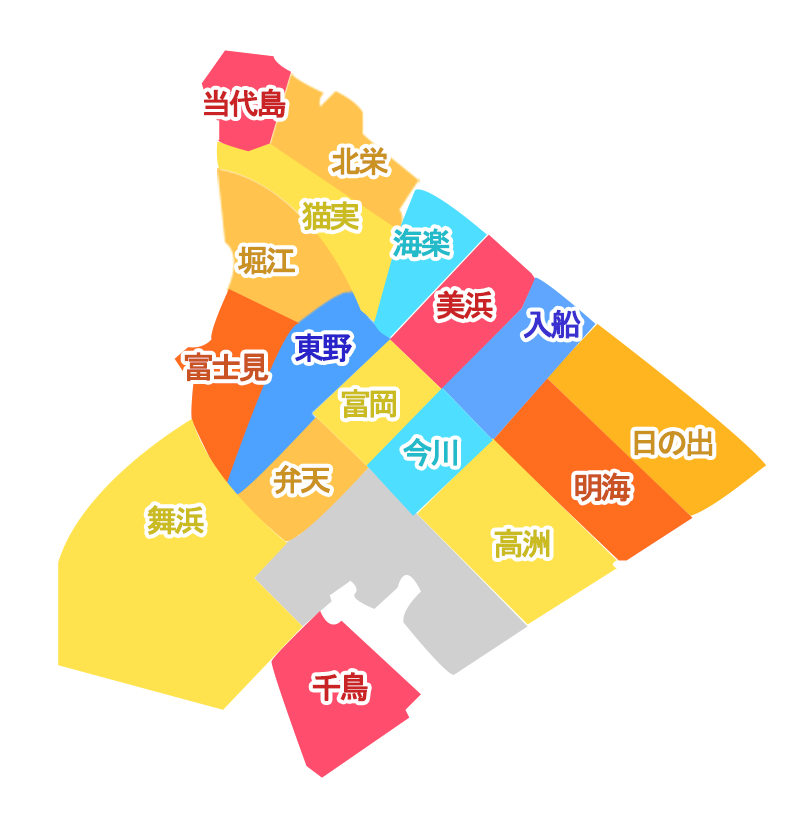 当代島
北栄
猫実
海楽
堀江
美浜
入船
東野
富士見
富岡
日の出
今川
弁天
明海
舞浜
高洲
千鳥